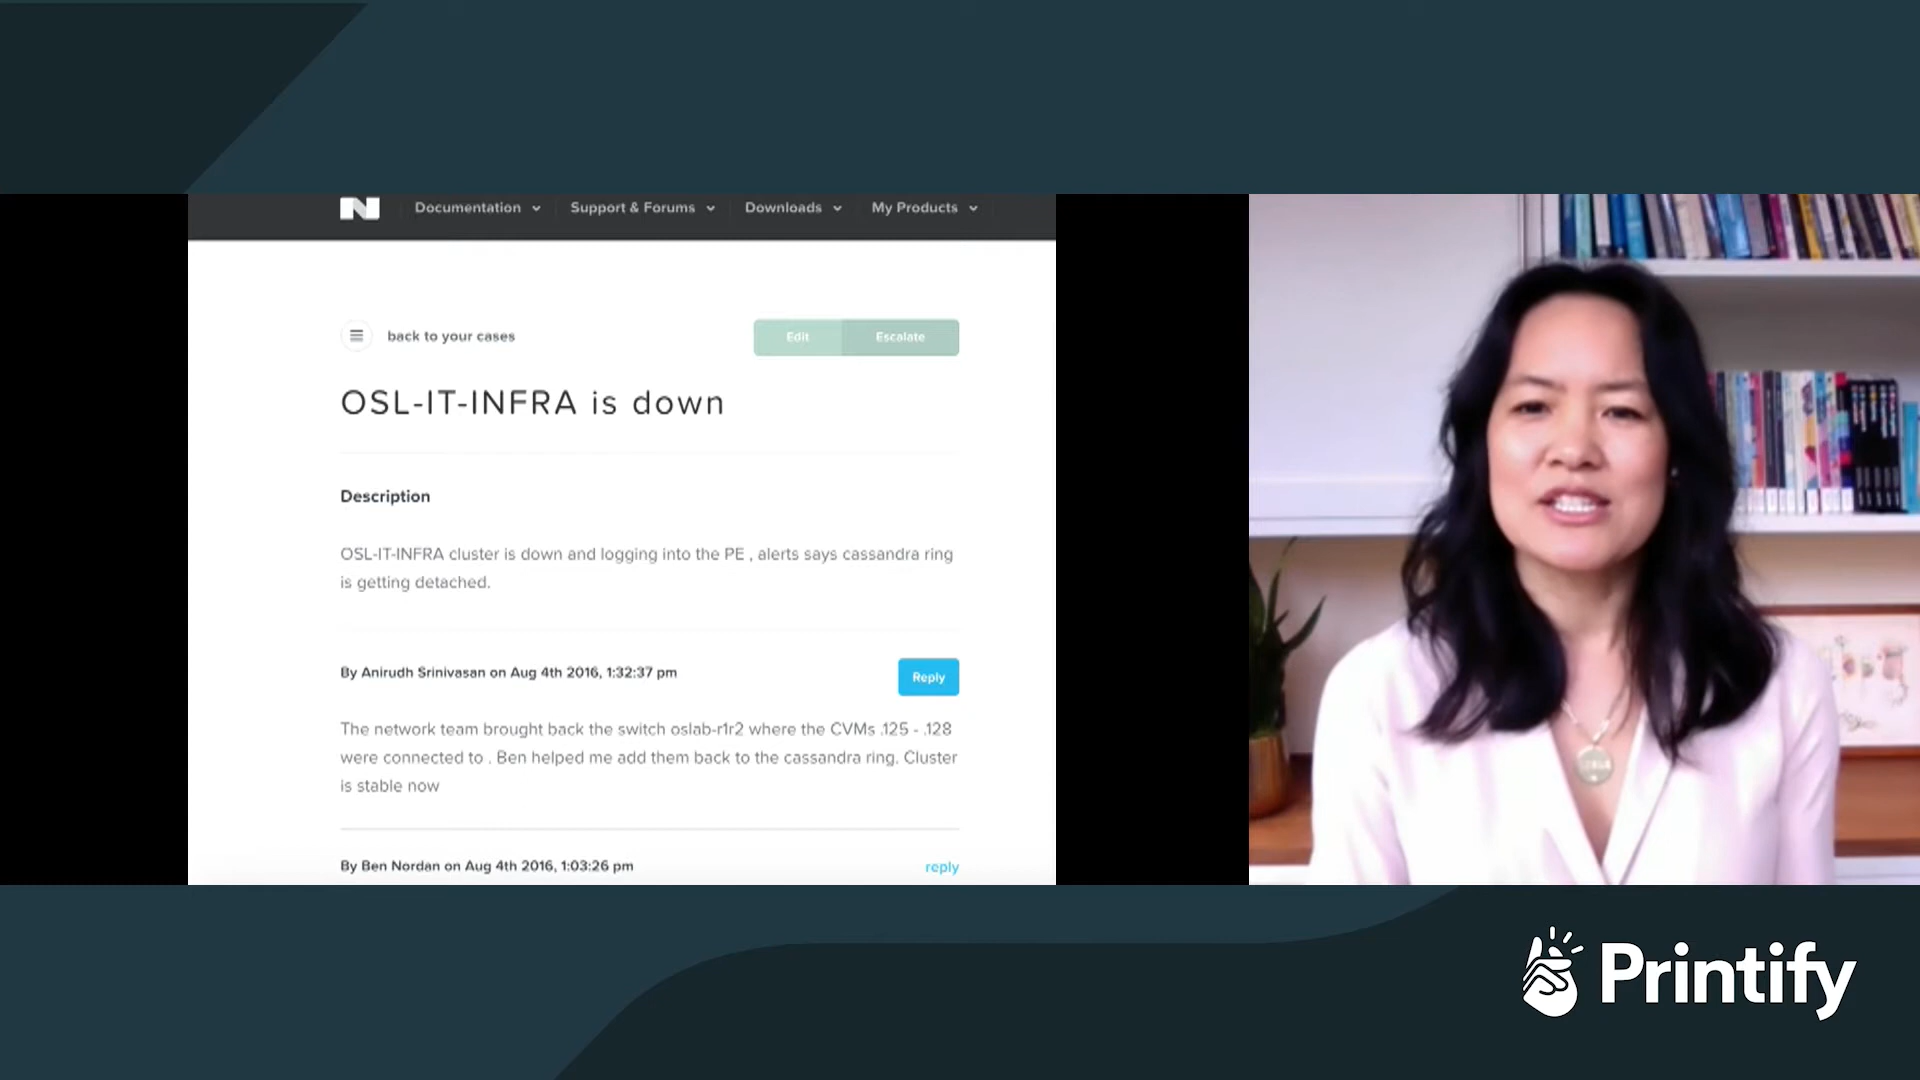 Documentation
Support & Forums
Downloads
My Products
back to your cases
Edit
Escalate
OSL-IT-INFRA is down
Description
OSL-IT-INFRA cluster is down and logging into the PE , alerts says cassandra ring
is getting detached.
By Anirudh Srinivasan on Aug 4th 2016, 1:32:37 pm
Reply
The network team brought back the switch oslab-r1r2 where the CVMs .125 - .128
were connected to . Ben helped me add them back to the cassandra ring. Cluster
is stable now
By Ben Nordan on Aug 4th 2016, 1:03:26 pm
reply
Printify